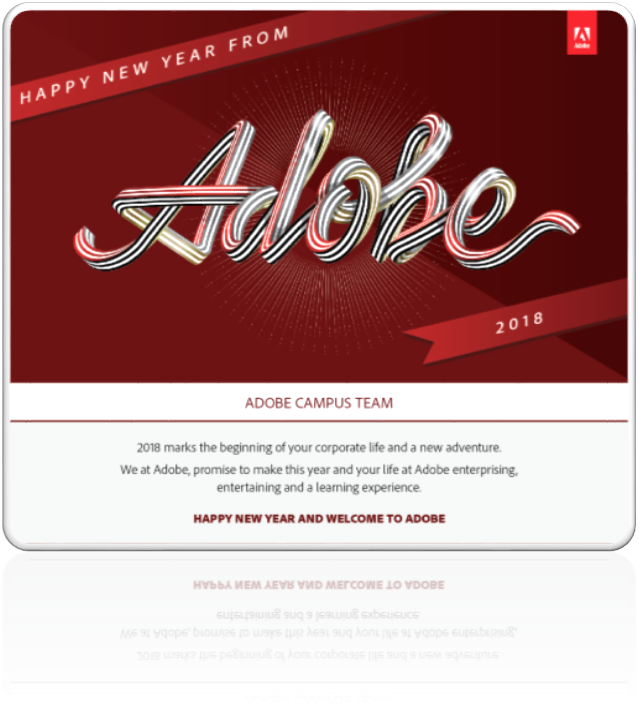 HAPPY NEW YEAR FROM
Adobe
Adobe
2018
ADOBE CAMPUS TEAM
2018 marks the beginning of your corporate life and a new adventure.
We at Adobe, promise to make this year and your life at Adobe enterprising,
entertaining and a learning experience.
HAPPY NEW YEAR AND WELCOME TO ADOBE